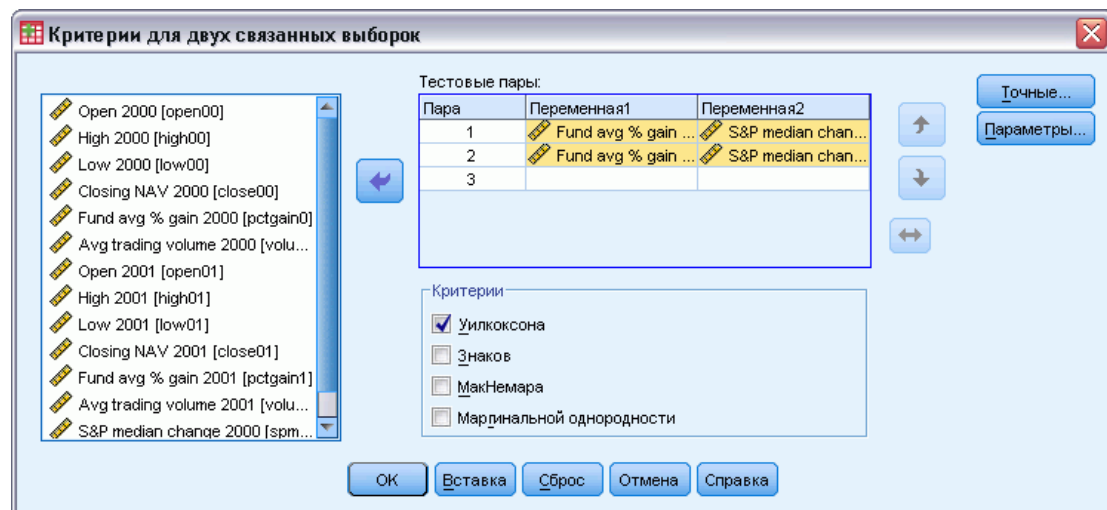 Критерии для двух связанных выборок
Тестовые пары:
Open 2000 [open00]
High 2000 [high00]
Low 2000 [low00]
Closing NAV 2000 [close00]
Fund avg % gain 2000 [pctgain0]
Avg trading volume 2000 [volu...
Open 2001 [open01]
High 2001 [high01]
Low 2001 [low01]
Closing NAV 2001 [close01]
Fund avg % gain 2001 [pctgain1]
Avg trading volume 2001 [volu...
S&P median change 2000 [spm...
Пара Переменная1 Переменная2
1 Fund avg % gain ... S&P median chan...
2 Fund avg % gain ... S&P median chan...
3
Точные...
Параметры...
Критерии
Уилкоксона
Знаков
МакНемара
Маргинальной однородности
OK Вставка Сброс Отмена Справка